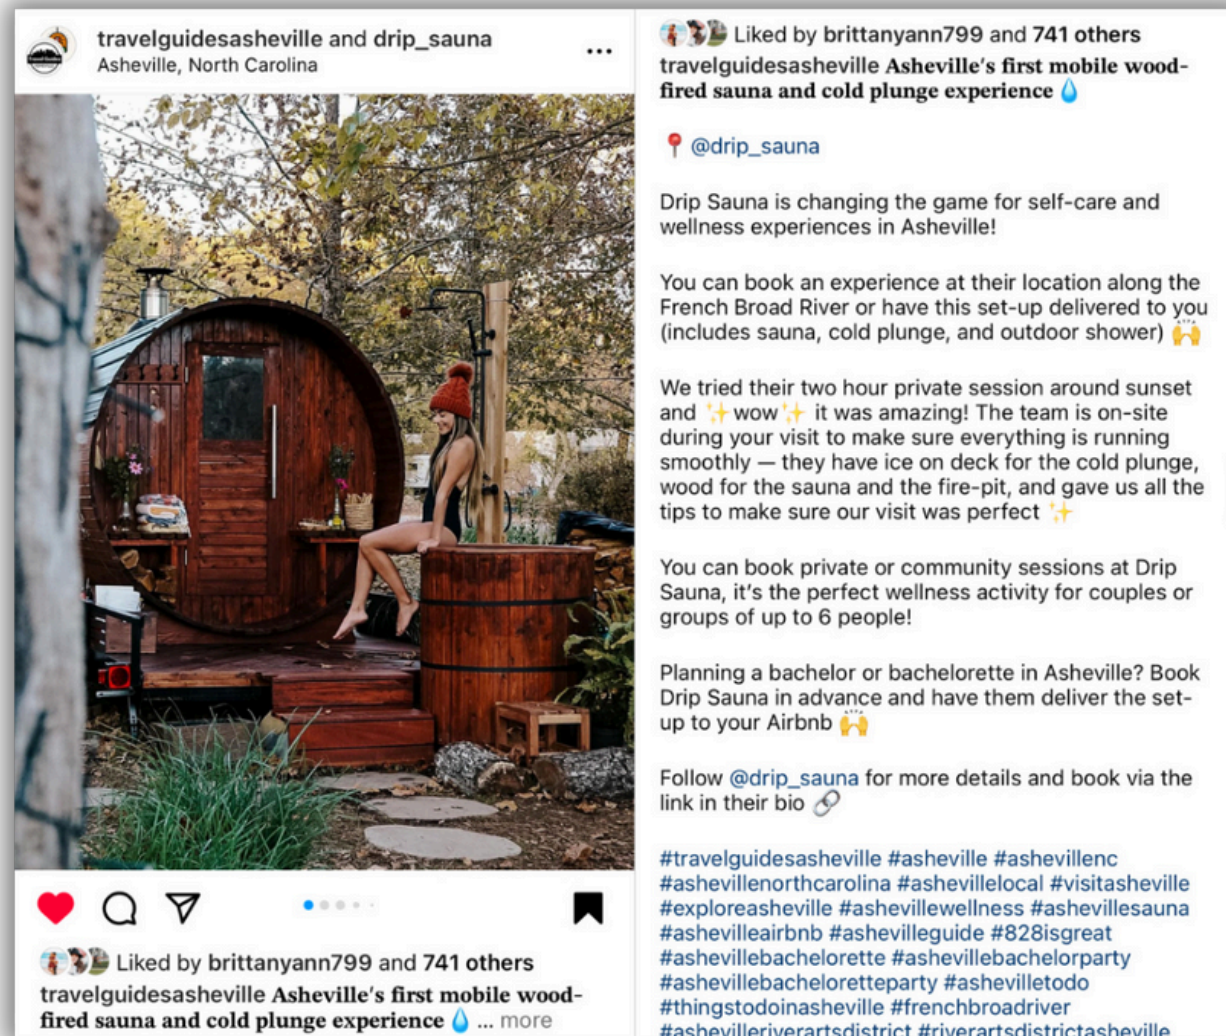 travelguidesasheville and drip_sauna
Asheville, North Carolina
Liked by brittanyann799 and 741 others
travelguidesasheville Asheville's first mobile wood-
fired sauna and cold plunge experience 💧 ... more
Liked by brittanyann799 and 741 others
travelguidesasheville Asheville's first mobile wood-
fired sauna and cold plunge experience 💧
📍 @drip_sauna
Drip Sauna is changing the game for self-care and
wellness experiences in Asheville!
You can book an experience at their location along the
French Broad River or have this set-up delivered to you
(includes sauna, cold plunge, and outdoor shower) 🙌
We tried their two hour private session around sunset
and ✨wow✨ it was amazing! The team is on-site
during your visit to make sure everything is running
smoothly — they have ice on deck for the cold plunge,
wood for the sauna and the fire-pit, and gave us all the
tips to make sure our visit was perfect ✨
You can book private or community sessions at Drip
Sauna, it's the perfect wellness activity for couples or
groups of up to 6 people!
Planning a bachelor or bachelorette in Asheville? Book
Drip Sauna in advance and have them deliver the set-
up to your Airbnb 🙌
Follow @drip_sauna for more details and book via the
link in their bio 🔗
#travelguidesasheville #asheville #ashevillenc
#ashevillenorthcarolina #ashevillelocal #visitasheville
#exploreasheville #ashevillewellness #ashevillesauna
#ashevilleairbnb #ashevilleguide #828isgreat
#ashevillebachelorette #ashevillebachelorparty
#ashevillebacheloretteparty #ashevilletodo
#thingstodoinasheville #frenchbroadriver
#ashevilleriverartsdistrict #riverartsdistrictasheville